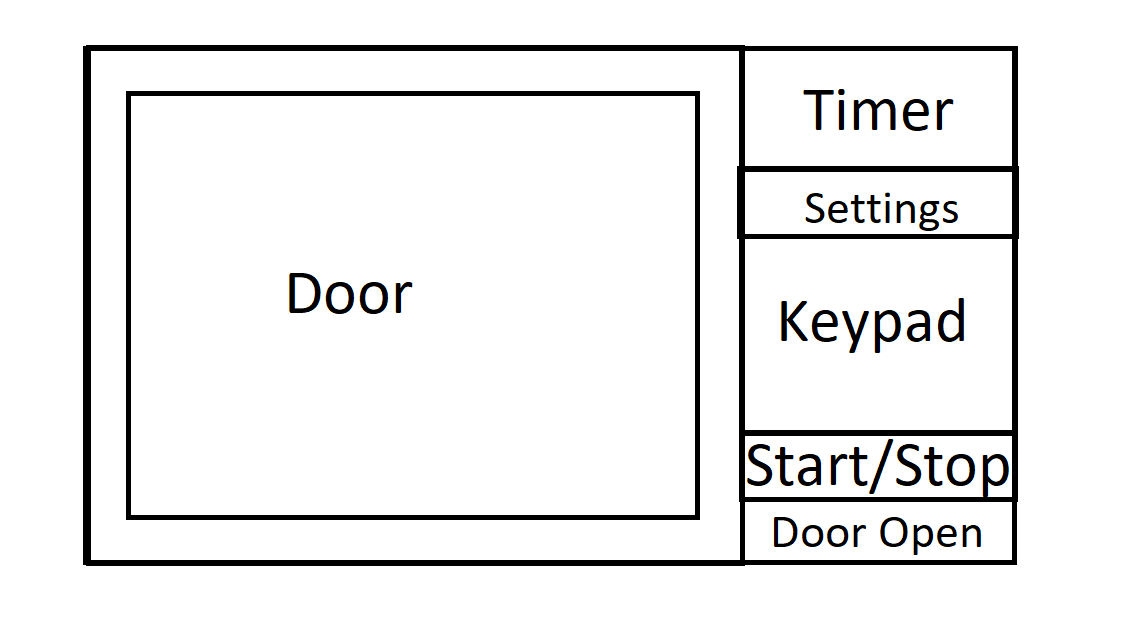 Timer
Settings
Door
Keypad
Start/Stop
Door Open